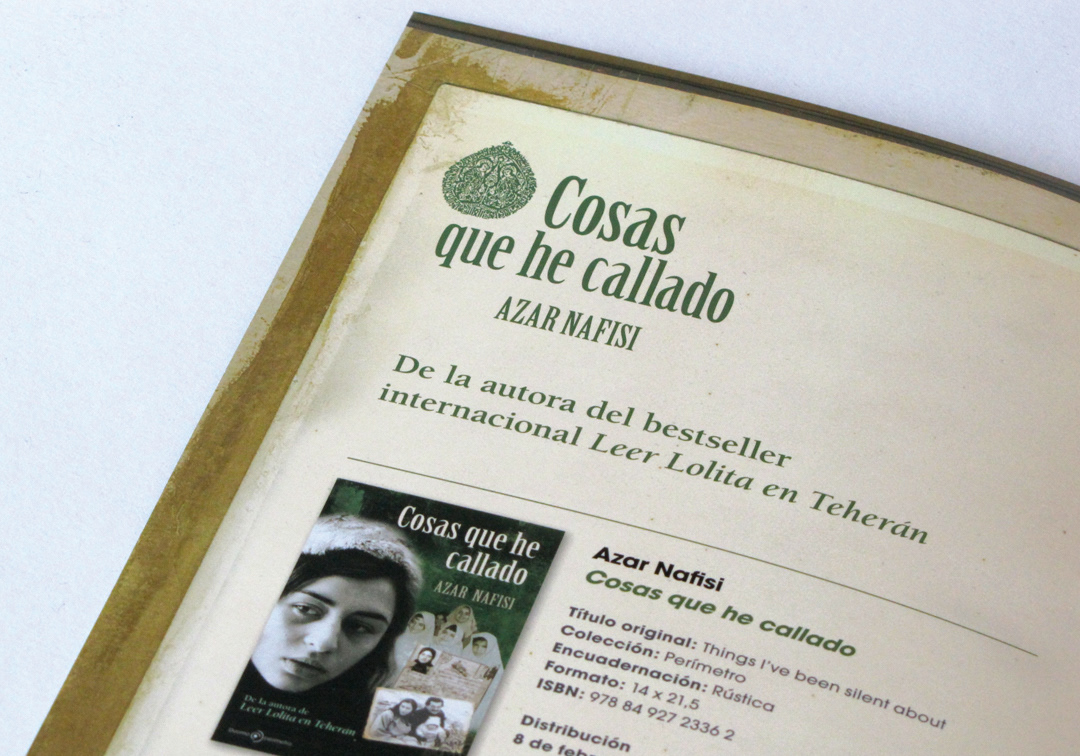 Cosas
que he callado
AZAR NAFISI
De la autora del bestseller
internacional Leer Lolita en Teherán
Cosas que he
callado
AZAR NAFISI
De la autora de
Leer Lolita en Teherán
Azar Nafisi
Cosas que he callado
Título original: Things I've been silent about
Colección: Perímetro
Encuadernación: Rústica
Formato: 14 x 21,5
ISBN: 978 84 927 2336 2
Distribución
8 de